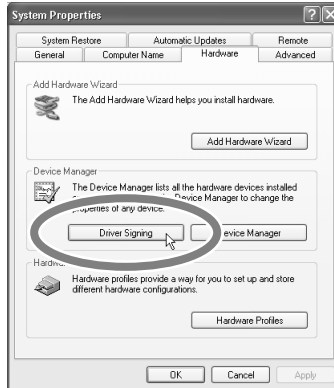 System Properties
System Restore Automatic Updates Remote
General Computer Name Hardware Advanced
Add Hardware Wizard
The Add Hardware Wizard helps you install hardware.
Add Hardware Wizard
Device Manager
The Device Manager lists all the hardware devices installed
Device Manager to change the
properties of any device.
Driver Signing evice Manager
Hardw
Hardware profiles provide a way for you to set up and store
different hardware configurations.
Hardware Profiles
OK Cancel Apply